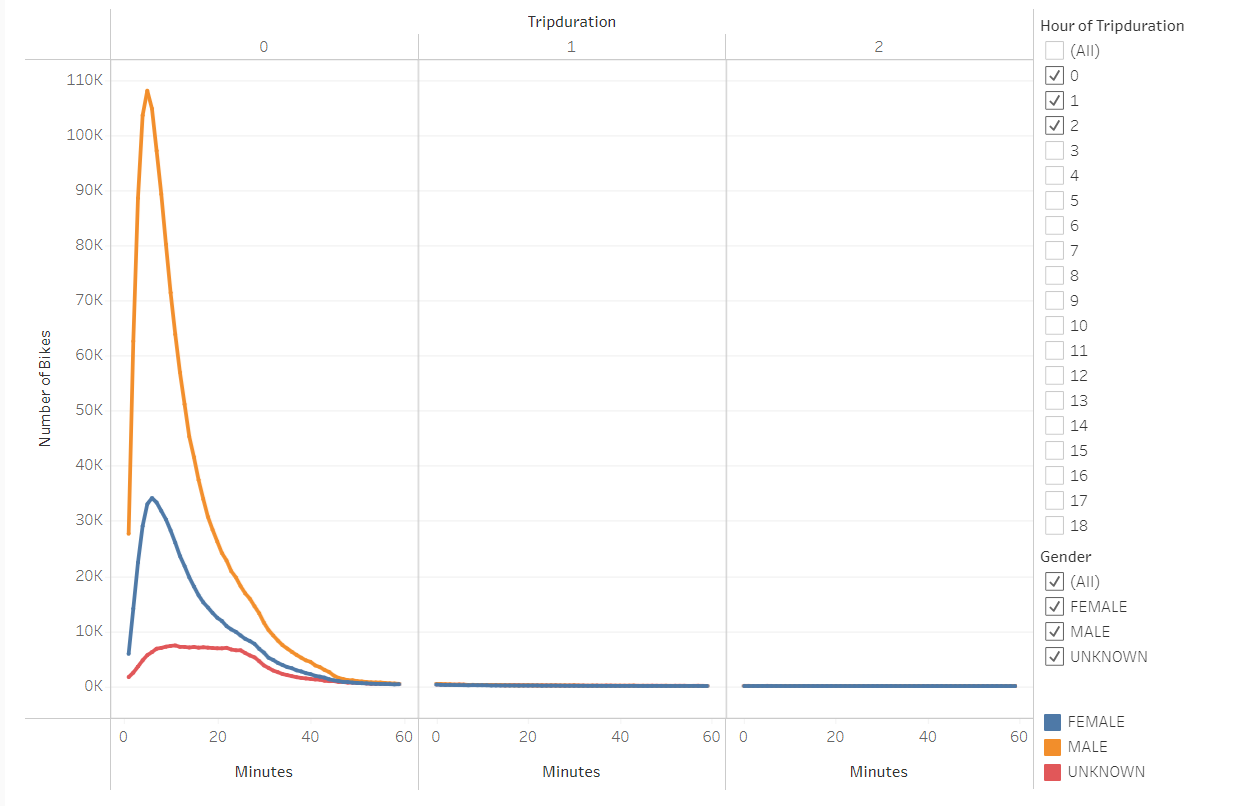 Tripduration
0 1 2
110K
100K
90K
80K
70K
60K
50K
40K
30K
20K
10K
0K
Number of Bikes
0 20 40 60 0 20 40 60 0 20 40 60
Minutes Minutes Minutes
Hour of Tripduration
(All)
0
1
2
3
4
5
6
7
8
9
10
11
12
13
14
15
16
17
18
Gender
(All)
FEMALE
MALE
UNKNOWN
FEMALE
MALE
UNKNOWN